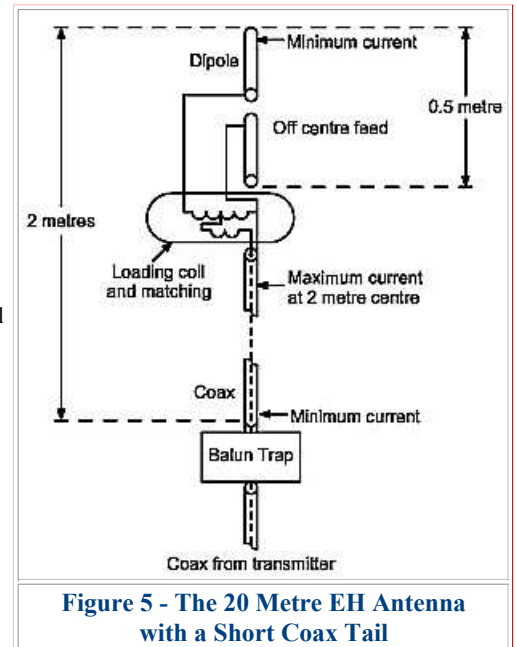 Minimum current
Dipole
0.5 metre
Off centre feed
2 metres
Loading coil
and matching
Maximum current
at 2 metre centre
Coax
Minimum current
Balun Trap
Coax from transmitter
Figure 5 - The 20 Metre EH Antenna
with a Short Coax Tail